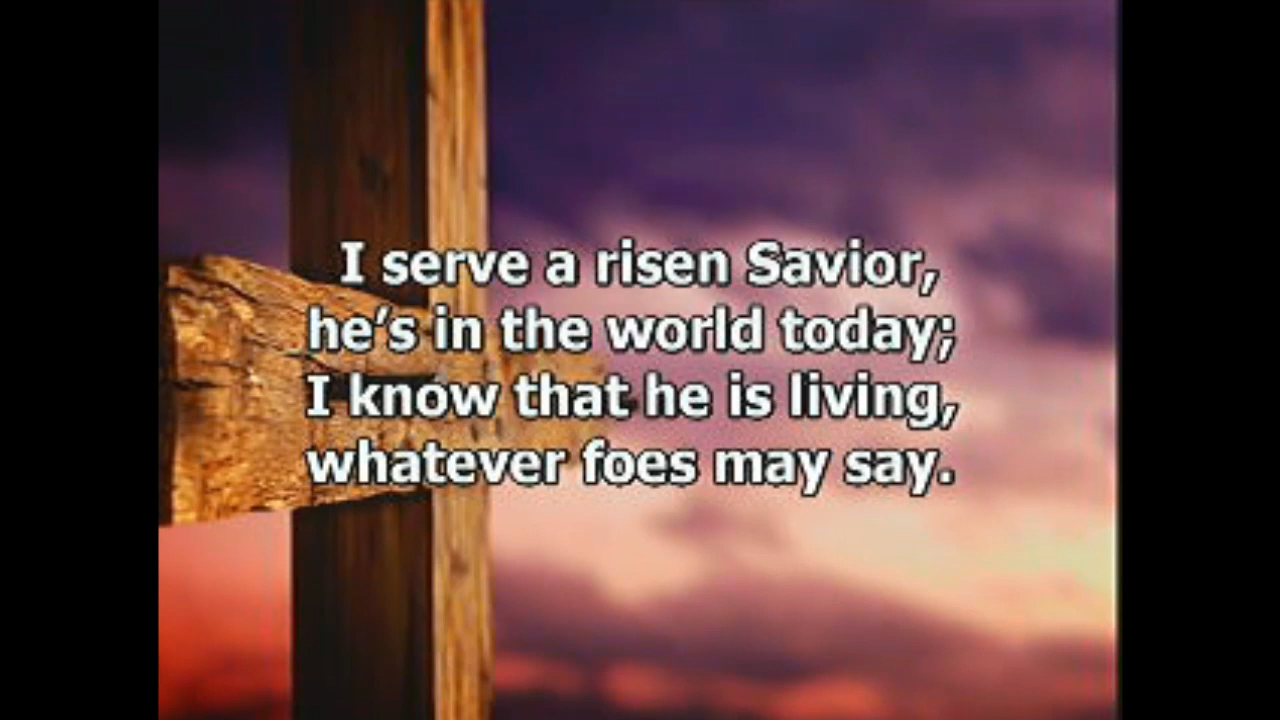 I serve a risen Savior,
he’s in the world today;
I know that he is living,
whatever foes may say.